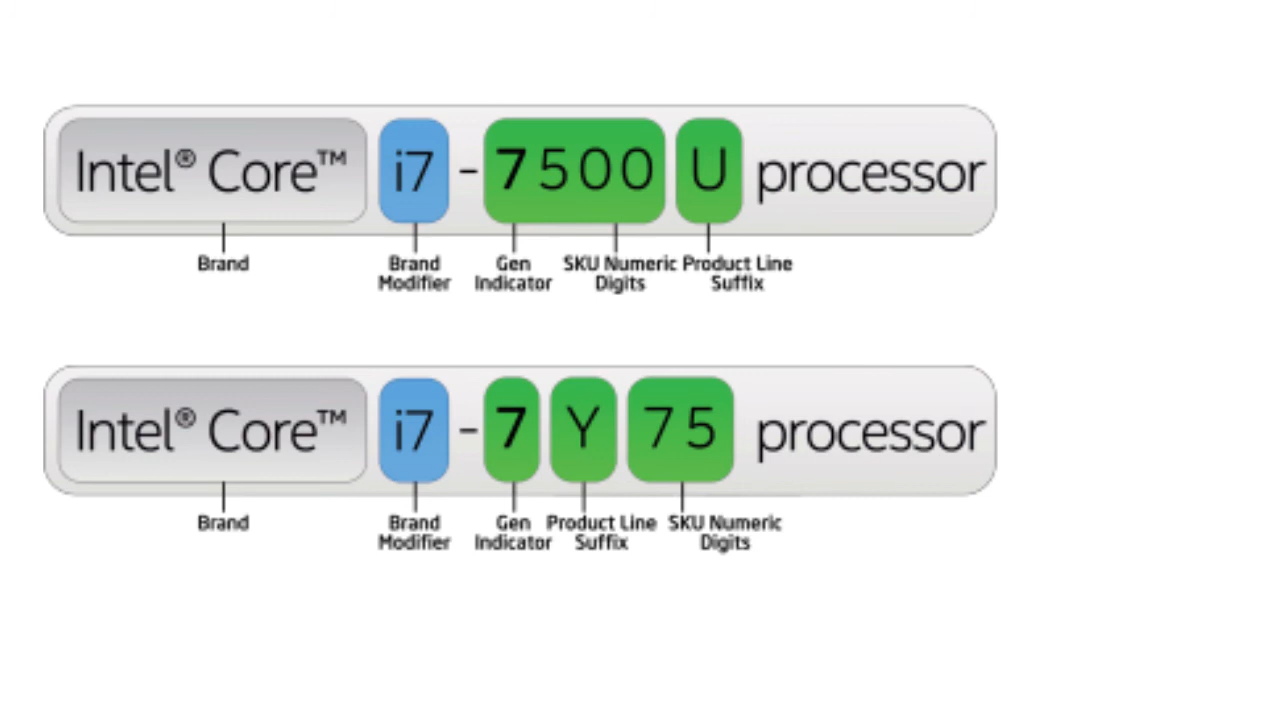 Intel® Core™ i7 - 7500 U processor
Brand Brand Modifier Gen Indicator SKU Numeric Digits Product Line Suffix
Intel® Core™ i7 - 7 Y 75 processor
Brand Brand Modifier Gen Indicator Product Line Suffix SKU Numeric Digits